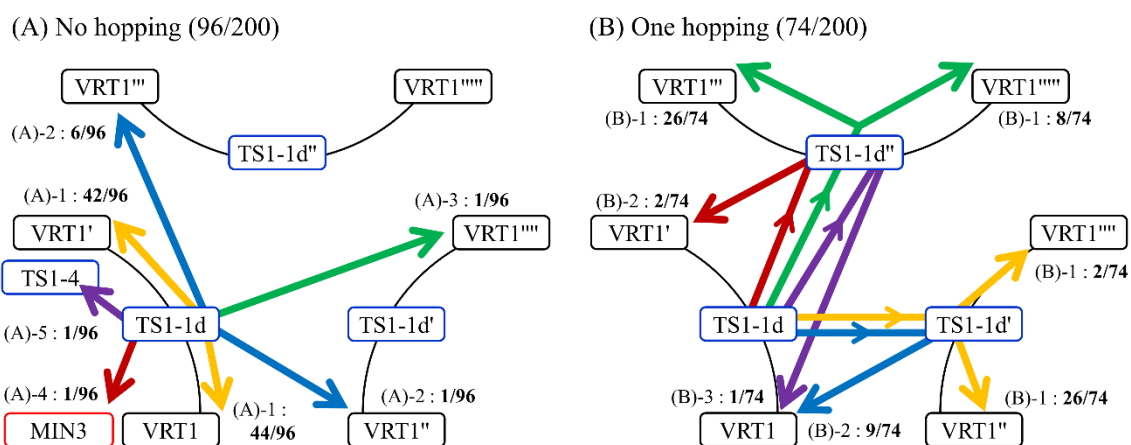 (A) No hopping (96/200)
VRT1'''
VRT1'''''
(A)-2 : 6/96
TS1-1d''
(A)-1 : 42/96
(A)-3 : 1/96
VRT1'
VRT1''''
TS1-4
(A)-5 : 1/96
TS1-1d
TS1-1d'
(A)-4 : 1/96
(A)-1 :
44/96
(A)-2 : 1/96
MIN3
VRT1
VRT1''
(B) One hopping (74/200)
VRT1'''
VRT1'''''
(B)-1 : 26/74
(B)-1 : 8/74
TS1-1d''
(B)-2 : 2/74
VRT1'
VRT1''''
(B)-1 : 2/74
TS1-1d
TS1-1d'
(B)-3 : 1/74
(B)-1 : 26/74
VRT1
(B)-2 : 9/74
VRT1''